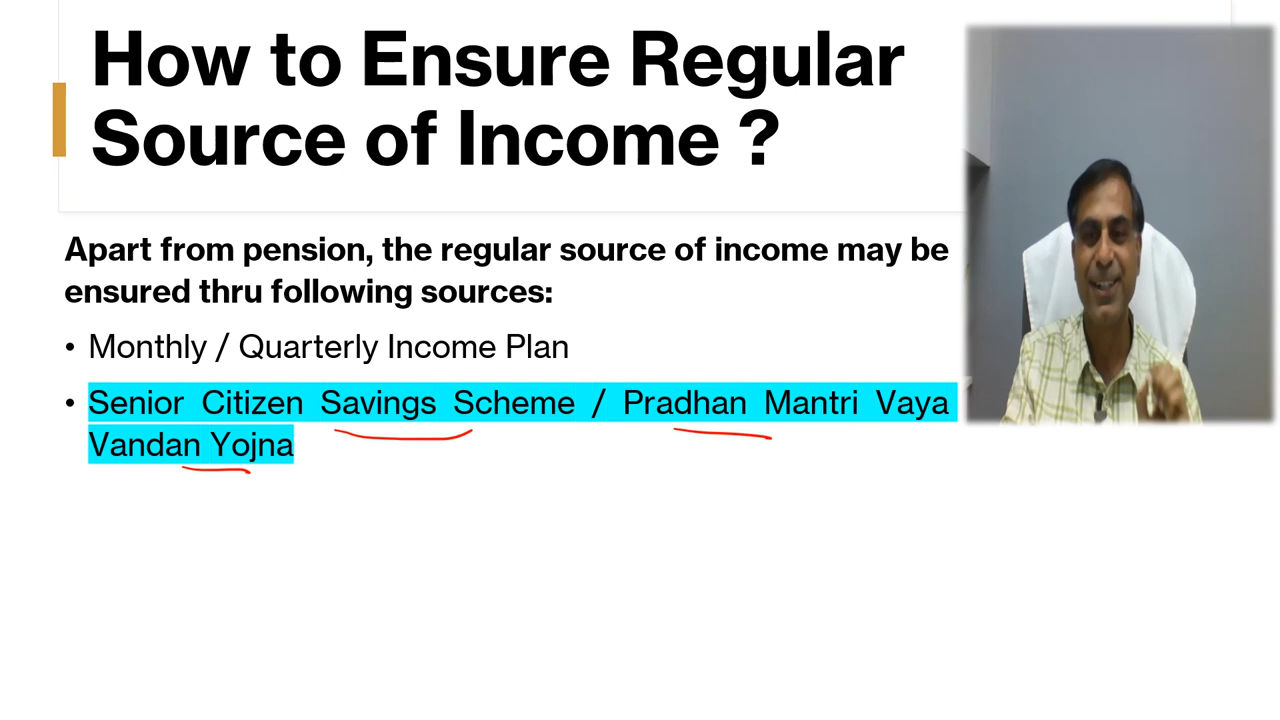 How to Ensure Regular
Source of Income ?
Apart from pension, the regular source of income may be
ensured thru following sources:
• Monthly / Quarterly Income Plan
• Senior Citizen Savings Scheme / Pradhan Mantri Vaya
Vandan Yojna